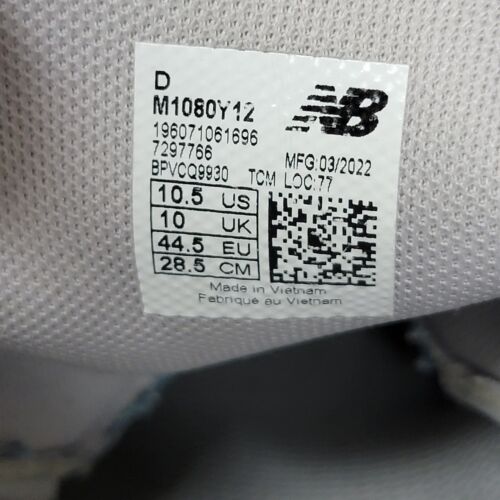 D
M1080Y12
NB
196071061696
7297766
MFG:03/2022
BPVCQ9930 TCM LOC:77
10.5 US
10 UK
44.5 EU
28.5 CM
Made in Vietnam
Fabriqué au Vietnam